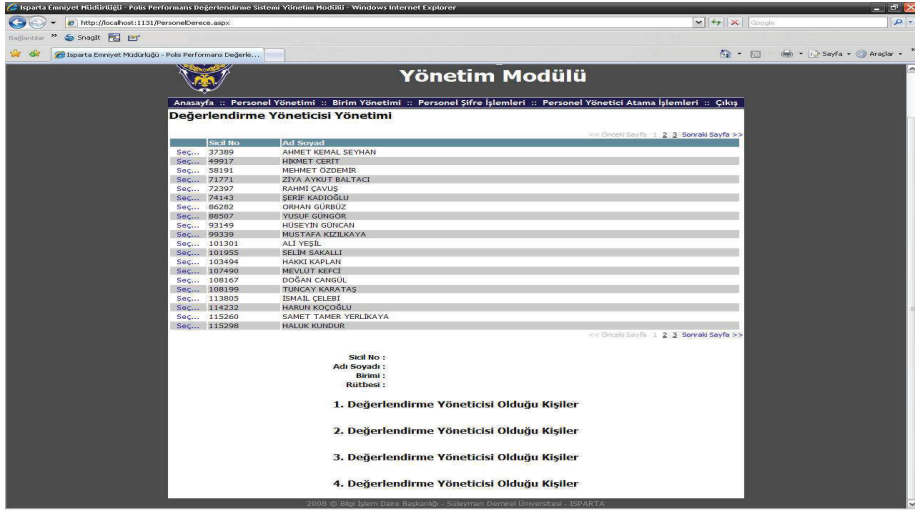 Isparta Emniyet Müdürlüğü - Polis Performans Değerlendirme Sistemi Yönetim Modülü - Windows Internet Explorer
http://localhost:1131/PersonelDerece.aspx
Google
Bağlantılar » SnagIt
Isparta Emniyet Müdürlüğü - Polis Performans Değerle...
Sayfa Araçlar
Yönetim Modülü
Anasayfa :: Personel Yönetimi :: Birim Yönetimi :: Personel Şifre İşlemleri :: Personel Yönetici Atama İşlemleri :: Çıkış
Değerlendirme Yöneticisi Yönetimi
<< Önceki Sayfa 1 2 3 Sonraki Sayfa >>
Sicil No Ad Soyad
Seç... 37389 AHMET KEMAL SEYHAN
Seç... 49917 HİKMET CERİT
Seç... 58191 MEHMET ÖZDEMİR
Seç... 71771 ZİYA AYKUT BALTACI
Seç... 72397 RAHMİ ÇAVUŞ
Seç... 74143 ŞERİF KADIOĞLU
Seç... 86282 ORHAN GÜRBÜZ
Seç... 88507 YUSUF GÜNGÖR
Seç... 93149 HÜSEYİN GÜNCAN
Seç... 99339 MUSTAFA KIZILKAYA
Seç... 101301 ALİ YEŞİL
Seç... 101955 SELİM SAKALLI
Seç... 103494 HAKKI KAPLAN
Seç... 107490 MEVLÜT KEFCİ
Seç... 108167 DOĞAN CANGÜL
Seç... 108199 TUNCAY KARATAŞ
Seç... 113805 İSMAİL ÇELEBİ
Seç... 114232 HARUN KOÇOĞLU
Seç... 115260 SAMET TAMER YERLİKAYA
Seç... 115298 HALUK KUNDUR
<< Önceki Sayfa 1 2 3 Sonraki Sayfa >>
Sicil No :
Adı Soyadı :
Birimi :
Rütbesi :
1. Değerlendirme Yöneticisi Olduğu Kişiler
2. Değerlendirme Yöneticisi Olduğu Kişiler
3. Değerlendirme Yöneticisi Olduğu Kişiler
4. Değerlendirme Yöneticisi Olduğu Kişiler
2008 © Bilgi İşlem Daire Başkanlığı - Süleyman Demirel Üniversitesi - ISPARTA